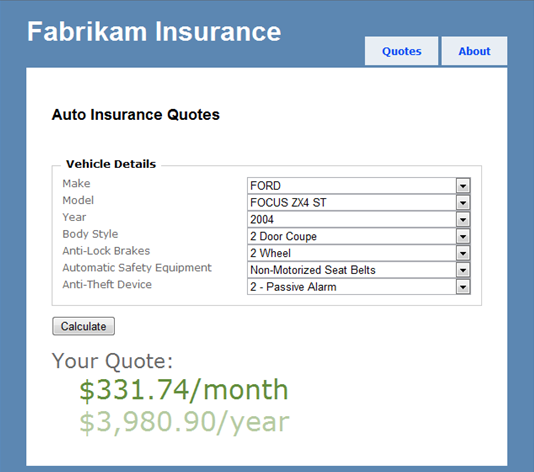 Fabrikam Insurance
Quotes About
Auto Insurance Quotes
Vehicle Details
Make FORD
Model FOCUS ZX4 ST
Year 2004
Body Style 2 Door Coupe
Anti-Lock Brakes 2 Wheel
Automatic Safety Equipment Non-Motorized Seat Belts
Anti-Theft Device 2 - Passive Alarm
Calculate
Your Quote:
$331.74/month
$3,980.90/year